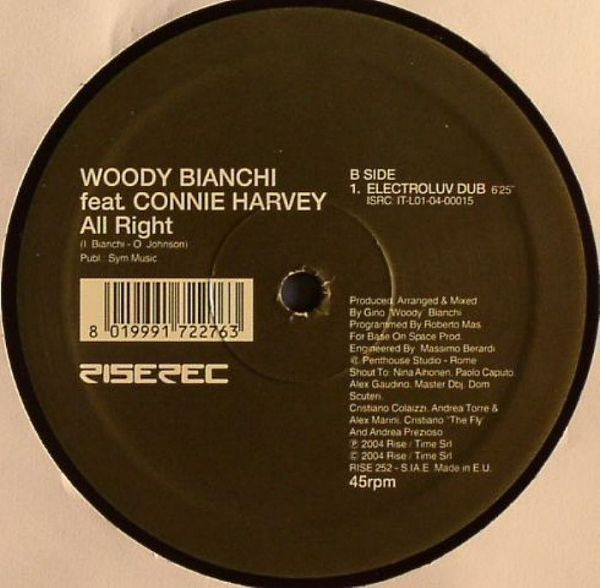 WOODY BIANCHI
feat. CONNIE HARVEY
All Right
(I. Bianchi - O. Johnson)
Publ.: Sym Music
8 019991 722763
RISEREC
B SIDE
1. ELECTROLUV DUB 6'25"
ISRC: IT-L01-04-00015
Produced, Arranged & Mixed
By Gino "Woody" Bianchi
Programmed By Roberto Mas
For Base On Space Prod.
Engineered By Massimo Berardi
@ Penthouse Studio - Rome
Shout To: Nina Aihonen, Paolo Caputo,
Alex Gaudino, Master Dbj, Dom
Scuteri,
Cristiano Colaizzi, Andrea Torre &
Alex Marini, Cristiano "The Fly"
And Andrea Prezioso
℗ 2004 Rise / Time Srl
© 2004 Rise / Time Srl
RISE 252 - S.I.A.E. Made in E.U.
45rpm